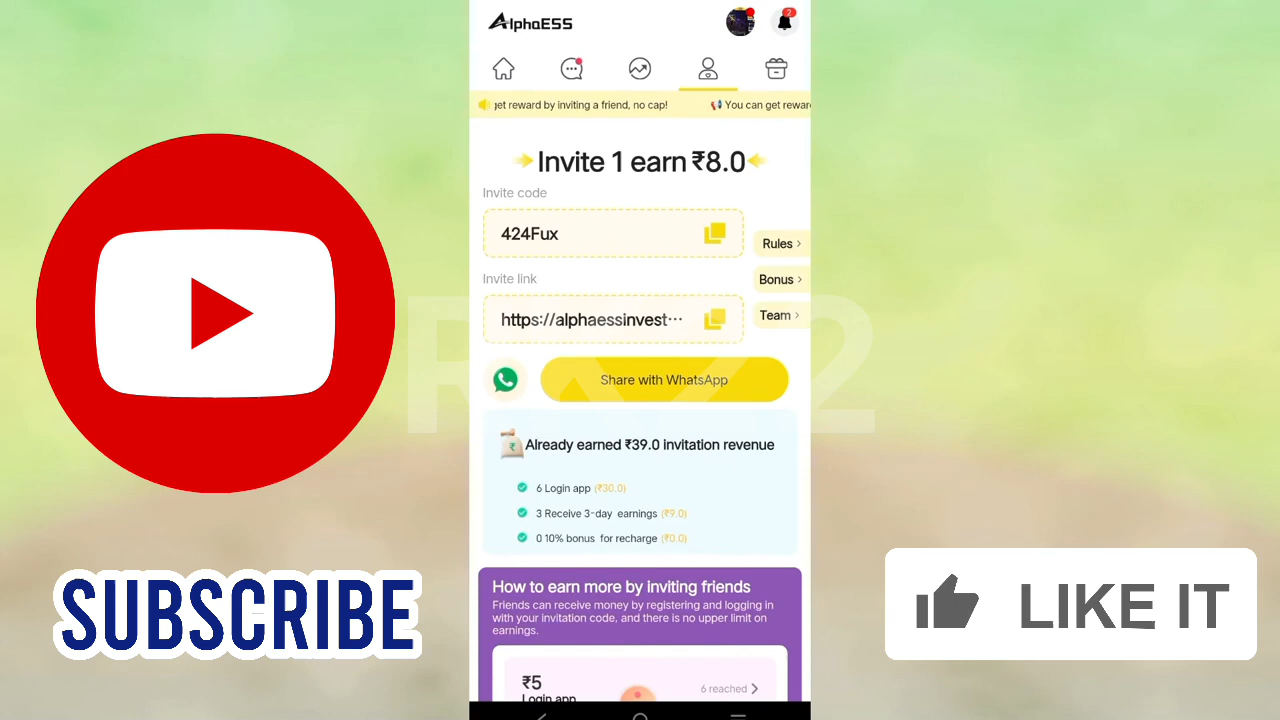 AlphaESS
2
get reward by inviting a friend, no cap!
You can get rewar
Invite 1 earn ₹8.0
Invite code
424Fux
Rules
Invite link
Bonus
https://alphaessinvest···
Team
Share with WhatsApp
Already earned ₹39.0 invitation revenue
6 Login app (₹30.0)
3 Receive 3-day earnings (₹9.0)
0 10% bonus for recharge (₹0.0)
How to earn more by inviting friends
Friends can receive money by registering and logging in
with your invitation code, and there is no upper limit on
earnings.
₹5
Login app
6 reached
SUBSCRIBE
LIKE IT